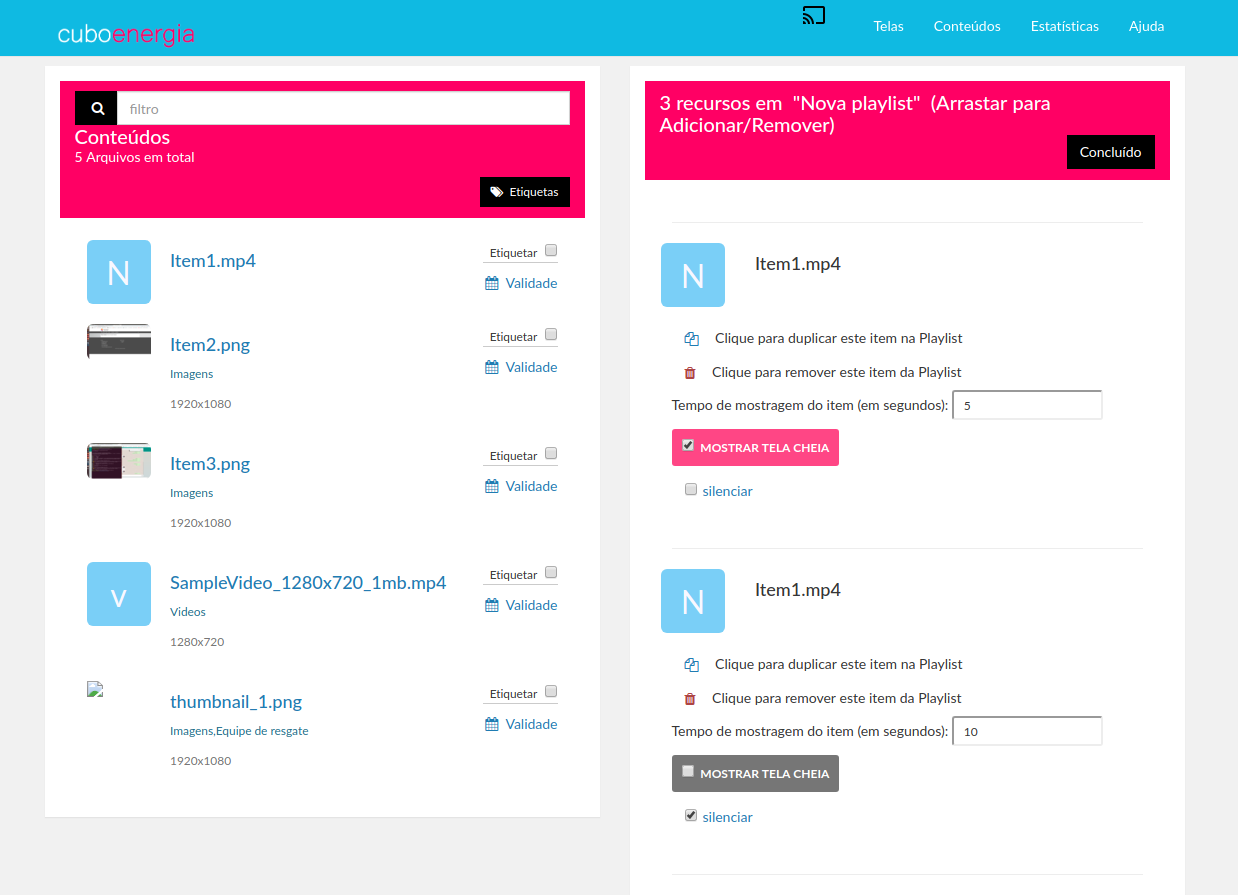 cuboenergia
Telas Conteúdos Estatísticas Ajuda
filtro
Conteúdos
5 Arquivos em total
Etiquetas
N
Item1.mp4
Etiquetar
Validade
Item2.png
Imagens
1920x1080
Etiquetar
Validade
Item3.png
Imagens
1920x1080
Etiquetar
Validade
v
SampleVideo_1280x720_1mb.mp4
Videos
1280x720
Etiquetar
Validade
thumbnail_1.png
Imagens,Equipe de resgate
1920x1080
Etiquetar
Validade
3 recursos em "Nova playlist" (Arrastar para
Adicionar/Remover)
Concluído
N
Item1.mp4
Clique para duplicar este item na Playlist
Clique para remover este item da Playlist
Tempo de mostragem do item (em segundos): 5
MOSTRAR TELA CHEIA
silenciar
N
Item1.mp4
Clique para duplicar este item na Playlist
Clique para remover este item da Playlist
Tempo de mostragem do item (em segundos): 10
MOSTRAR TELA CHEIA
silenciar